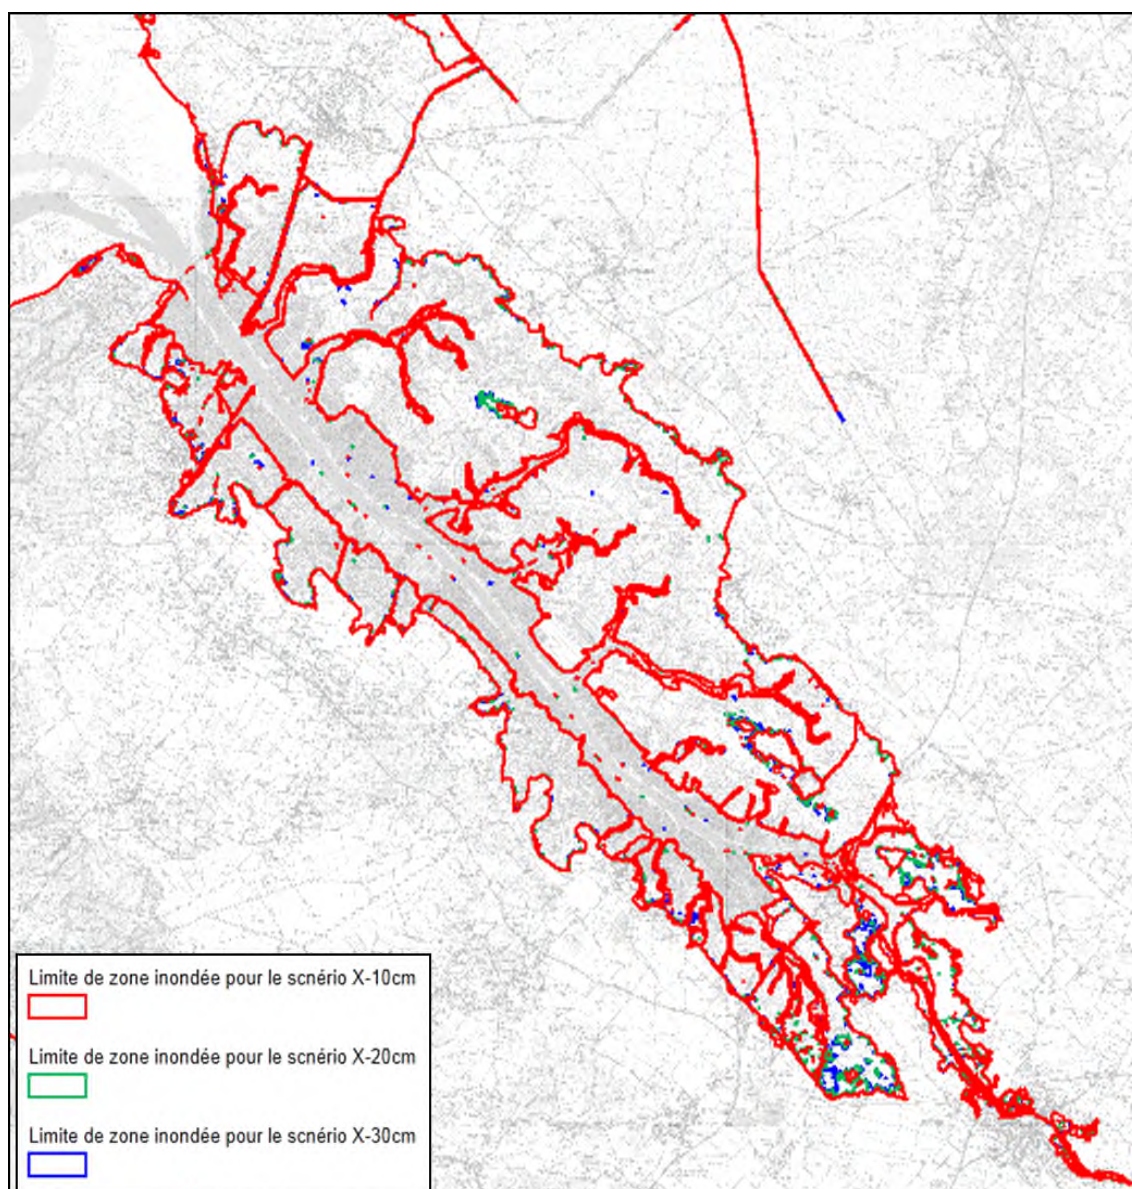 Limite de zone inondée pour le scnério X-10cm
Limite de zone inondée pour le scnério X-20cm
Limite de zone inondée pour le scnério X-30cm